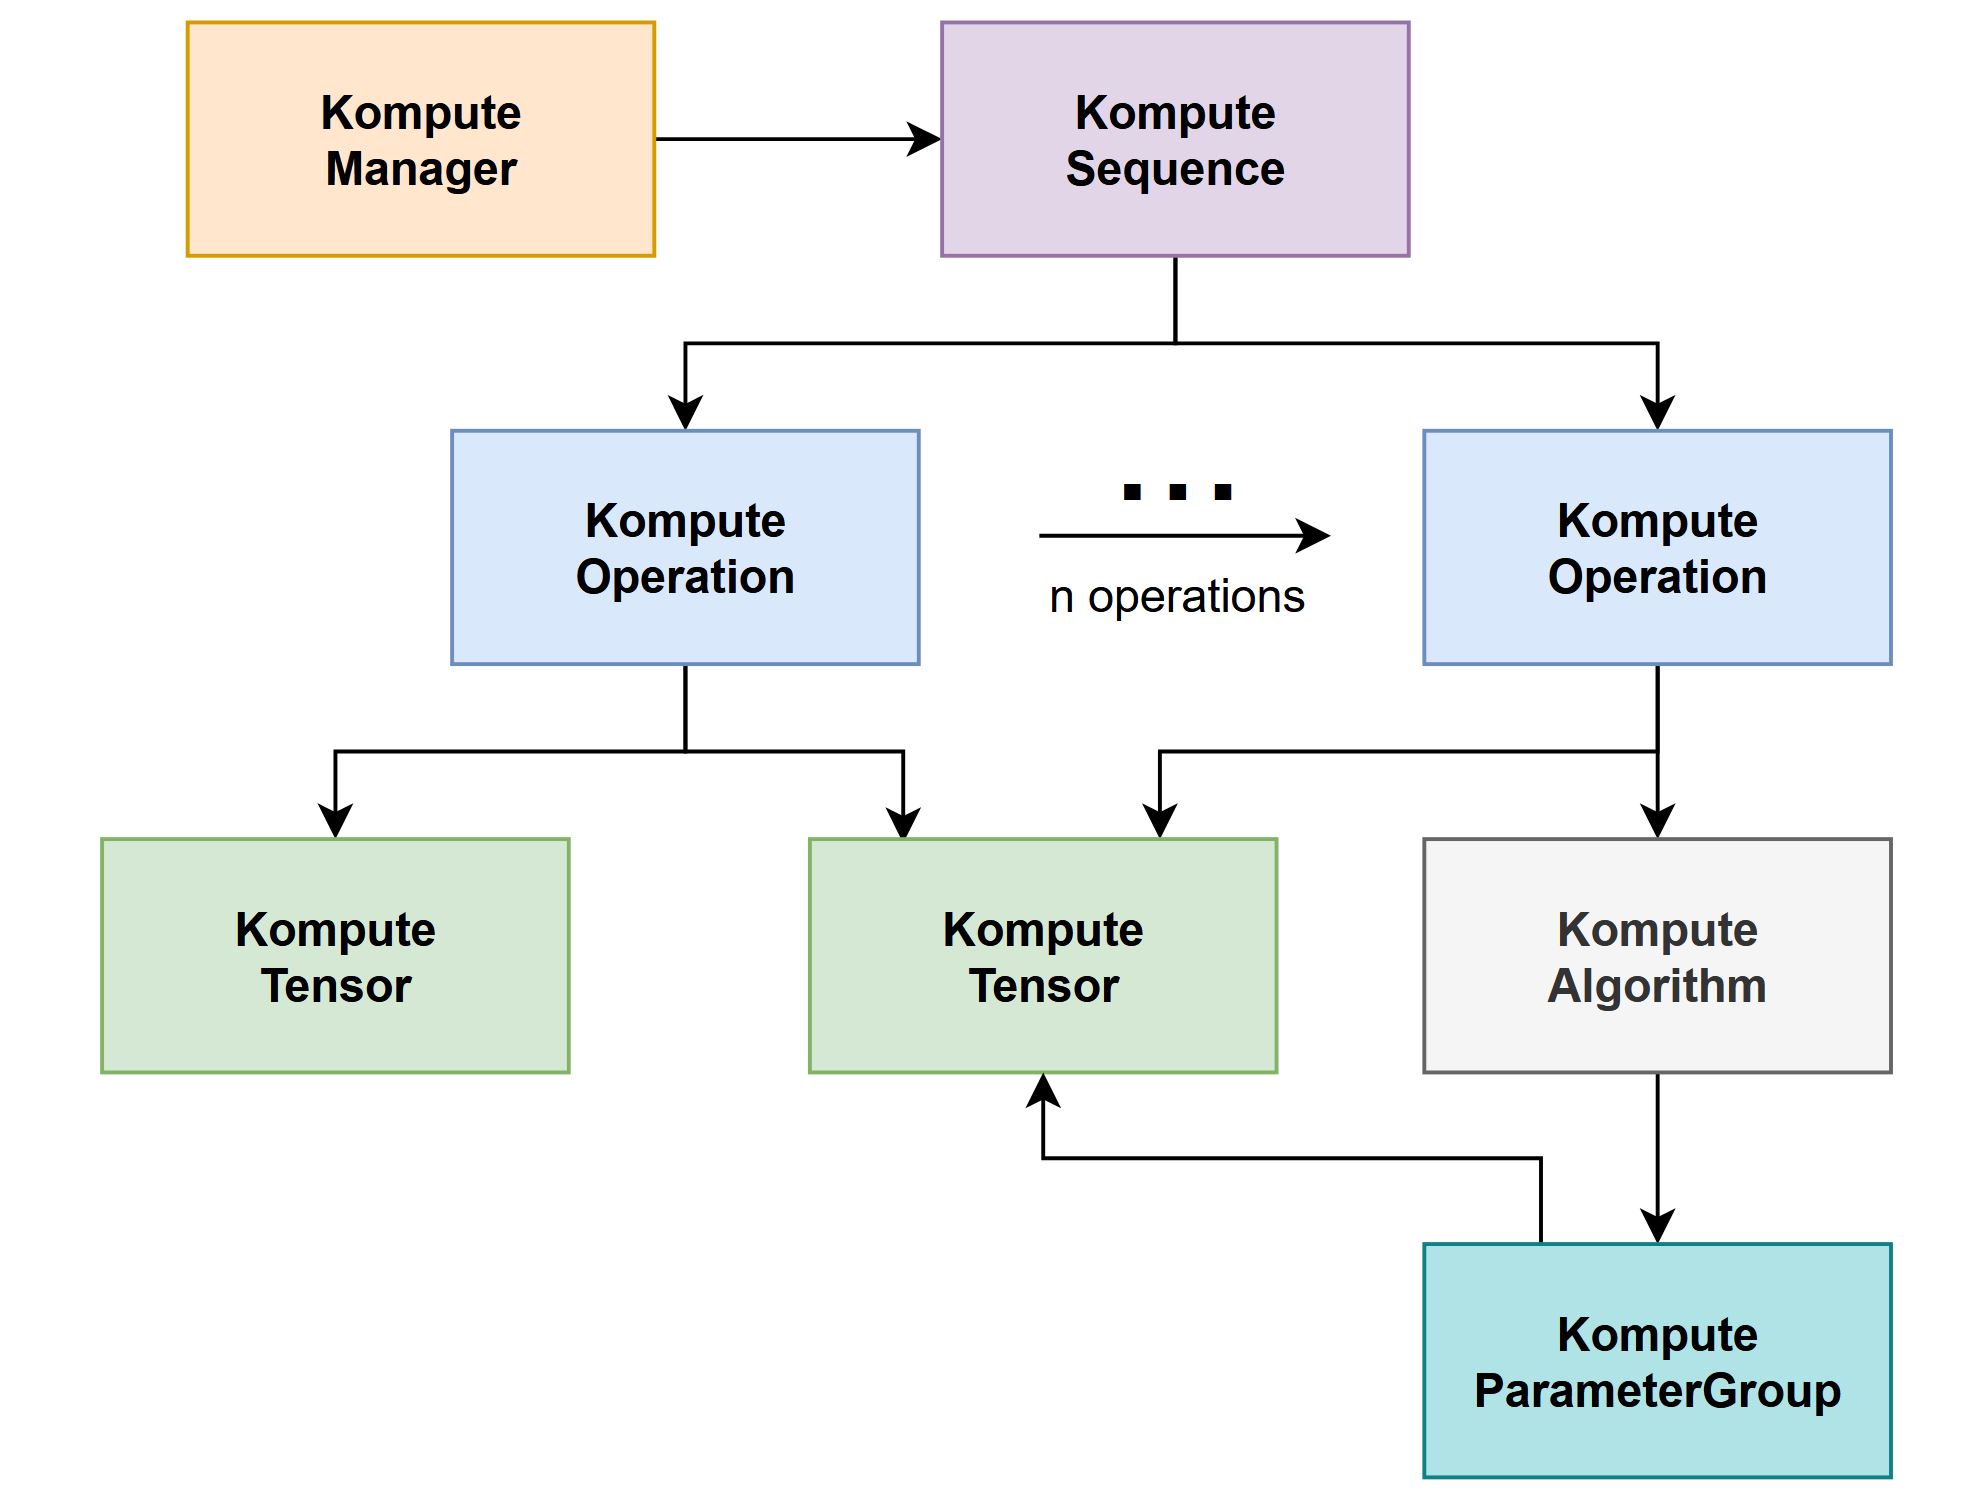 Kompute
Manager
Kompute
Sequence
Kompute
Operation
...
n operations
Kompute
Operation
Kompute
Tensor
Kompute
Tensor
Kompute
Algorithm
Kompute
ParameterGroup